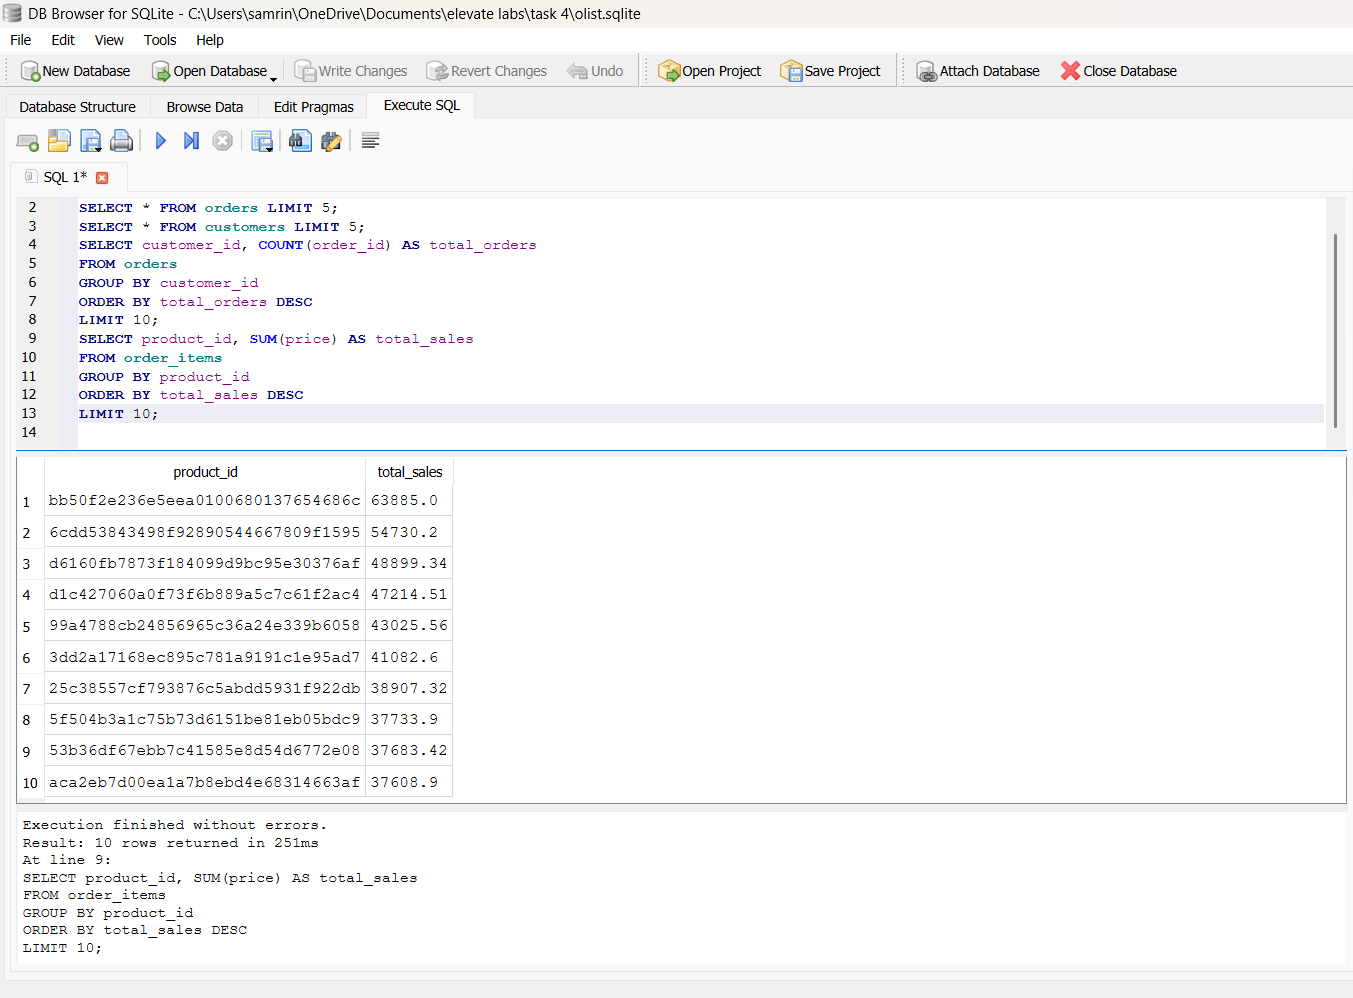 DB Browser for SQLite - C:\Users\samrin\OneDrive\Documents\elevate labs\task 4\olist.sqlite
File Edit View Tools Help
New Database Open Database Write Changes Revert Changes Undo Open Project Save Project Attach Database Close Database
Database Structure Browse Data Edit Pragmas Execute SQL
SQL 1*
2 SELECT * FROM orders LIMIT 5;
3 SELECT * FROM customers LIMIT 5;
4 SELECT customer_id, COUNT(order_id) AS total_orders
5 FROM orders
6 GROUP BY customer_id
7 ORDER BY total_orders DESC
8 LIMIT 10;
9 SELECT product_id, SUM(price) AS total_sales
10 FROM order_items
11 GROUP BY product_id
12 ORDER BY total_sales DESC
13 LIMIT 10;
14
product_id total_sales
1 bb50f2e236e5eea0100680137654686c 63885.0
2 6cdd53843498f92890544667809f1595 54730.2
3 d6160fb7873f184099d9bc95e30376af 48899.34
4 d1c427060a0f73f6b889a5c7c61f2ac4 47214.51
5 99a4788cb24856965c36a24e339b6058 43025.56
6 3dd2a17168ec895c781a9191c1e95ad7 41082.6
7 25c38557cf793876c5abdd5931f922db 38907.32
8 5f504b3a1c75b73d6151be81eb05bdc9 37733.9
9 53b36df67ebb7c41585e8d54d6772e08 37683.42
10 aca2eb7d00ea1a7b8ebd4e68314663af 37608.9
Execution finished without errors.
Result: 10 rows returned in 251ms
At line 9:
SELECT product_id, SUM(price) AS total_sales
FROM order_items
GROUP BY product_id
ORDER BY total_sales DESC
LIMIT 10;